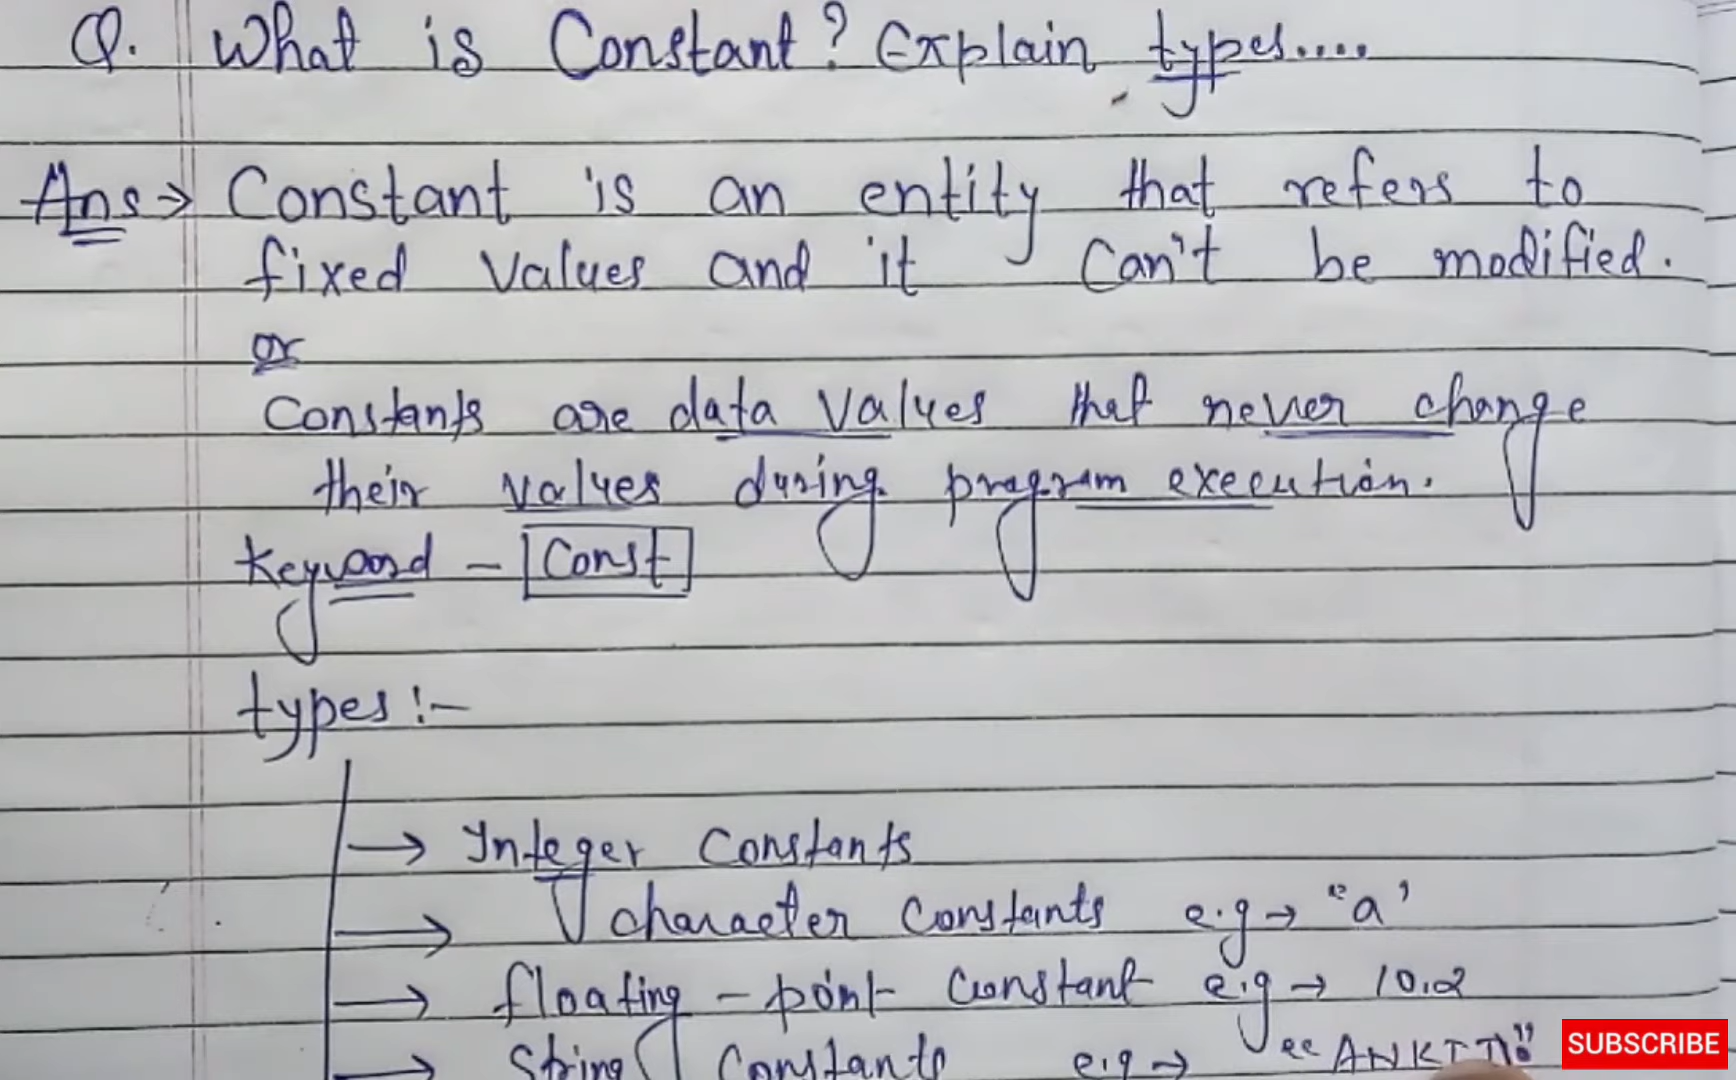 Q. What is Constant? Explain types....
Ans → Constant is an entity that refers to
fixed values and it can't be modified.
or
Constants are data values that never change
their values during program execution.
Keyword - Const
types :-
→ Integer Constants
→ character Constants e.g → "a'
→ floating - point Constant e.g → 10.2
→ String Constants e.g → "ANKIT"
SUBSCRIBE